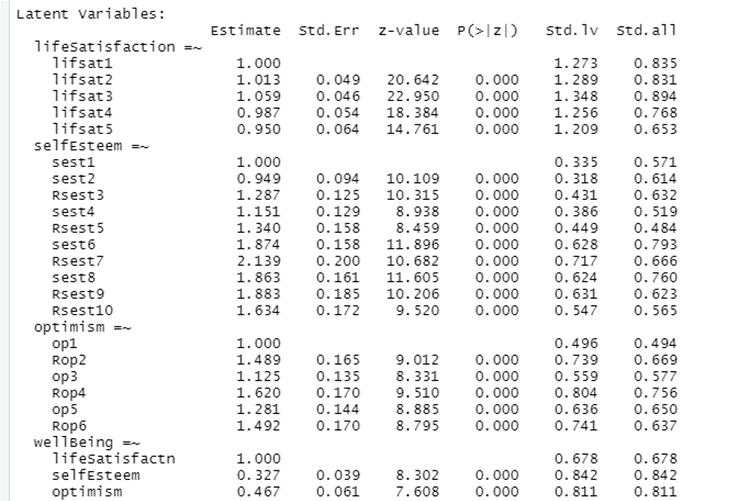 Latent Variables:
Estimate Std.Err z-value P(>|z|) Std.lv Std.all
lifeSatisfaction =~
lifsat1 1.000 1.273 0.835
lifsat2 1.013 0.049 20.642 0.000 1.289 0.831
lifsat3 1.059 0.046 22.950 0.000 1.348 0.894
lifsat4 0.987 0.054 18.384 0.000 1.256 0.768
lifsat5 0.950 0.064 14.761 0.000 1.209 0.653
selfEsteem =~
sest1 1.000 0.335 0.571
sest2 0.949 0.094 10.109 0.000 0.318 0.614
Rsest3 1.287 0.125 10.315 0.000 0.431 0.632
sest4 1.151 0.129 8.938 0.000 0.386 0.519
Rsest5 1.340 0.158 8.459 0.000 0.449 0.484
sest6 1.874 0.158 11.896 0.000 0.628 0.793
Rsest7 2.139 0.200 10.682 0.000 0.717 0.666
sest8 1.863 0.161 11.605 0.000 0.624 0.760
Rsest9 1.883 0.185 10.206 0.000 0.631 0.623
Rsest10 1.634 0.172 9.520 0.000 0.547 0.565
optimism =~
op1 1.000 0.496 0.494
Rop2 1.489 0.165 9.012 0.000 0.739 0.669
op3 1.125 0.135 8.331 0.000 0.559 0.577
Rop4 1.620 0.170 9.510 0.000 0.804 0.756
op5 1.281 0.144 8.885 0.000 0.636 0.650
Rop6 1.492 0.170 8.795 0.000 0.741 0.637
wellBeing =~
lifeSatisfactn 1.000 0.678 0.678
selfEsteem 0.327 0.039 8.302 0.000 0.842 0.842
optimism 0.467 0.061 7.608 0.000 0.811 0.811